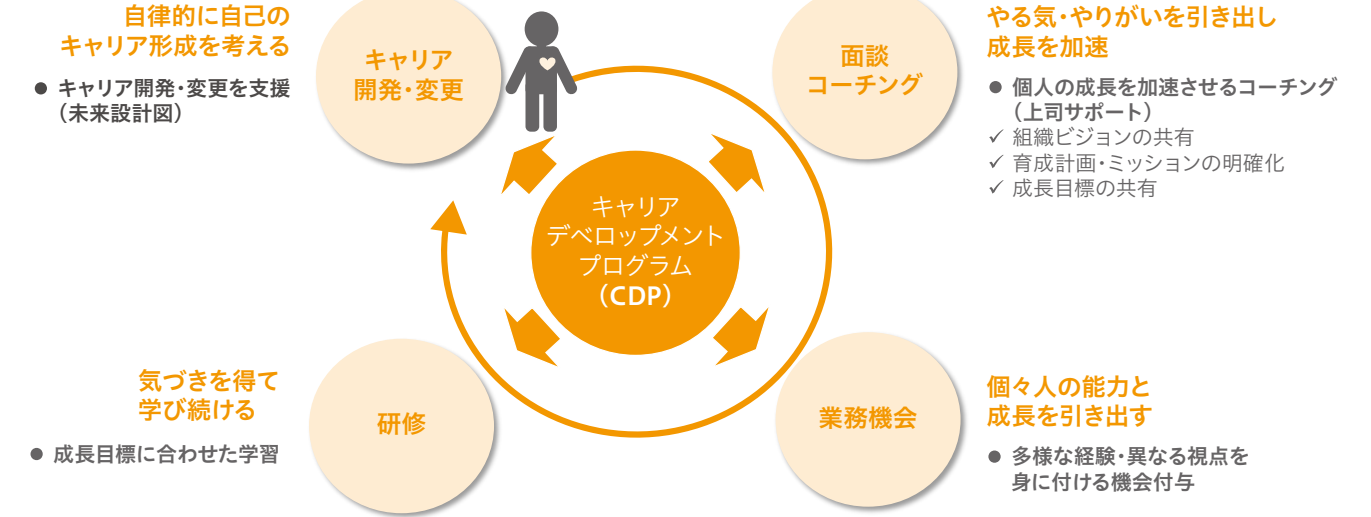 自律的に自己の
キャリア形成を考える
● キャリア開発・変更を支援
（未来設計図）
キャリア
開発・変更
面談
コーチング
やる気・やりがいを引き出し
成長を加速
● 個人の成長を加速させるコーチング
（上司サポート）
✓ 組織ビジョンの共有
✓ 育成計画・ミッションの明確化
✓ 成長目標の共有
キャリア
デベロップメント
プログラム
（CDP）
気づきを得て
学び続ける
● 成長目標に合わせた学習
研修
業務機会
個々人の能力と
成長を引き出す
● 多様な経験・異なる視点を
身に付ける機会付与